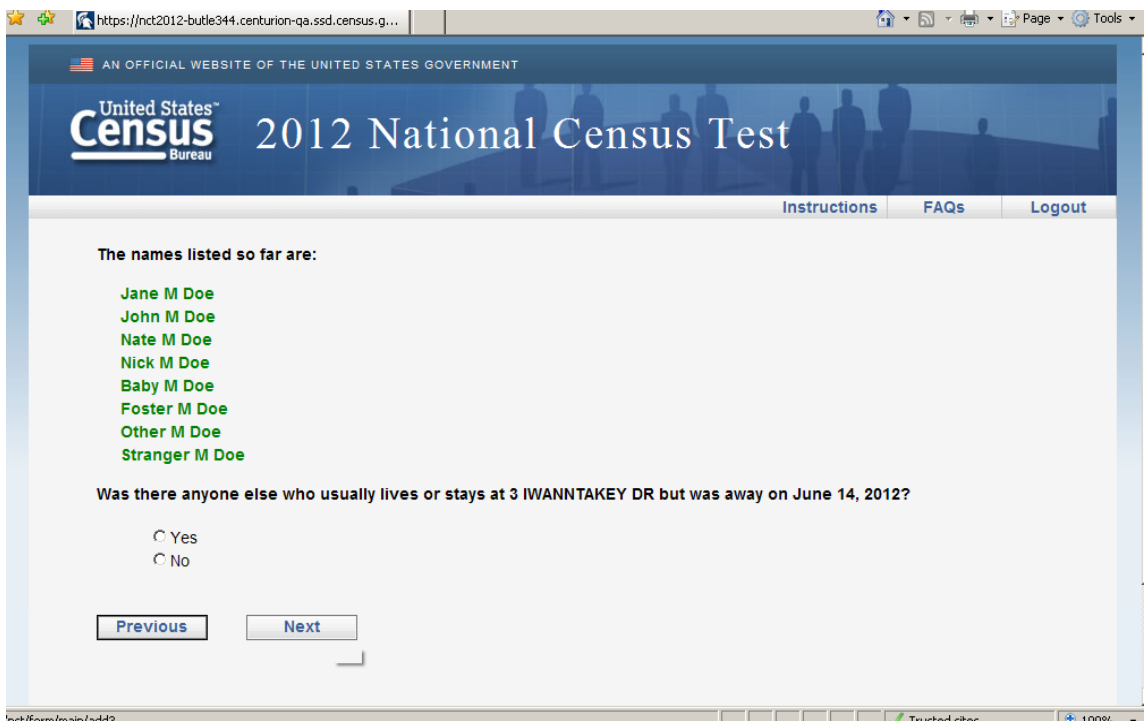 https://nct2012-butle344.centurion-qa.ssd.census.g...
Page
Tools
AN OFFICIAL WEBSITE OF THE UNITED STATES GOVERNMENT
United States™
Census
Bureau
2012 National Census Test
Instructions FAQs Logout
The names listed so far are:
Jane M Doe
John M Doe
Nate M Doe
Nick M Doe
Baby M Doe
Foster M Doe
Other M Doe
Stranger M Doe
Was there anyone else who usually lives or stays at 3 IWANNTAKEY DR but was away on June 14, 2012?
Yes
No
Previous Next
/nct/form/main/add3 Trusted sites 100%